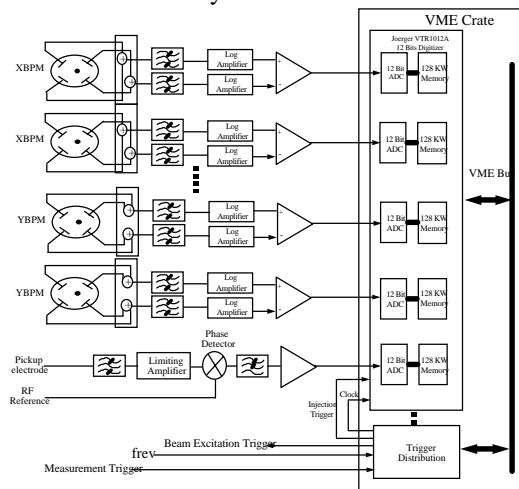 VME Crate
Joerger VTR1012A
12 Bits Digitizer
XBPM
+
+
Log
Amplifier
Log
Amplifier
+
-
12 Bit
ADC
128 KW
Memory
XBPM
+
+
Log
Amplifier
Log
Amplifier
+
-
12 Bit
ADC
128 KW
Memory
VME Bu
YBPM
+
+
Log
Amplifier
Log
Amplifier
+
-
12 Bit
ADC
128 KW
Memory
YBPM
+
+
Log
Amplifier
Log
Amplifier
+
-
12 Bit
ADC
128 KW
Memory
Pickup
electrode
Limiting
Amplifier
Phase
Detector
12 Bit
ADC
128 KW
Memory
RF
Reference
Injection
Trigger
Clock
Beam Excitation Trigger
frev
Measurement Trigger
Trigger
Distribution